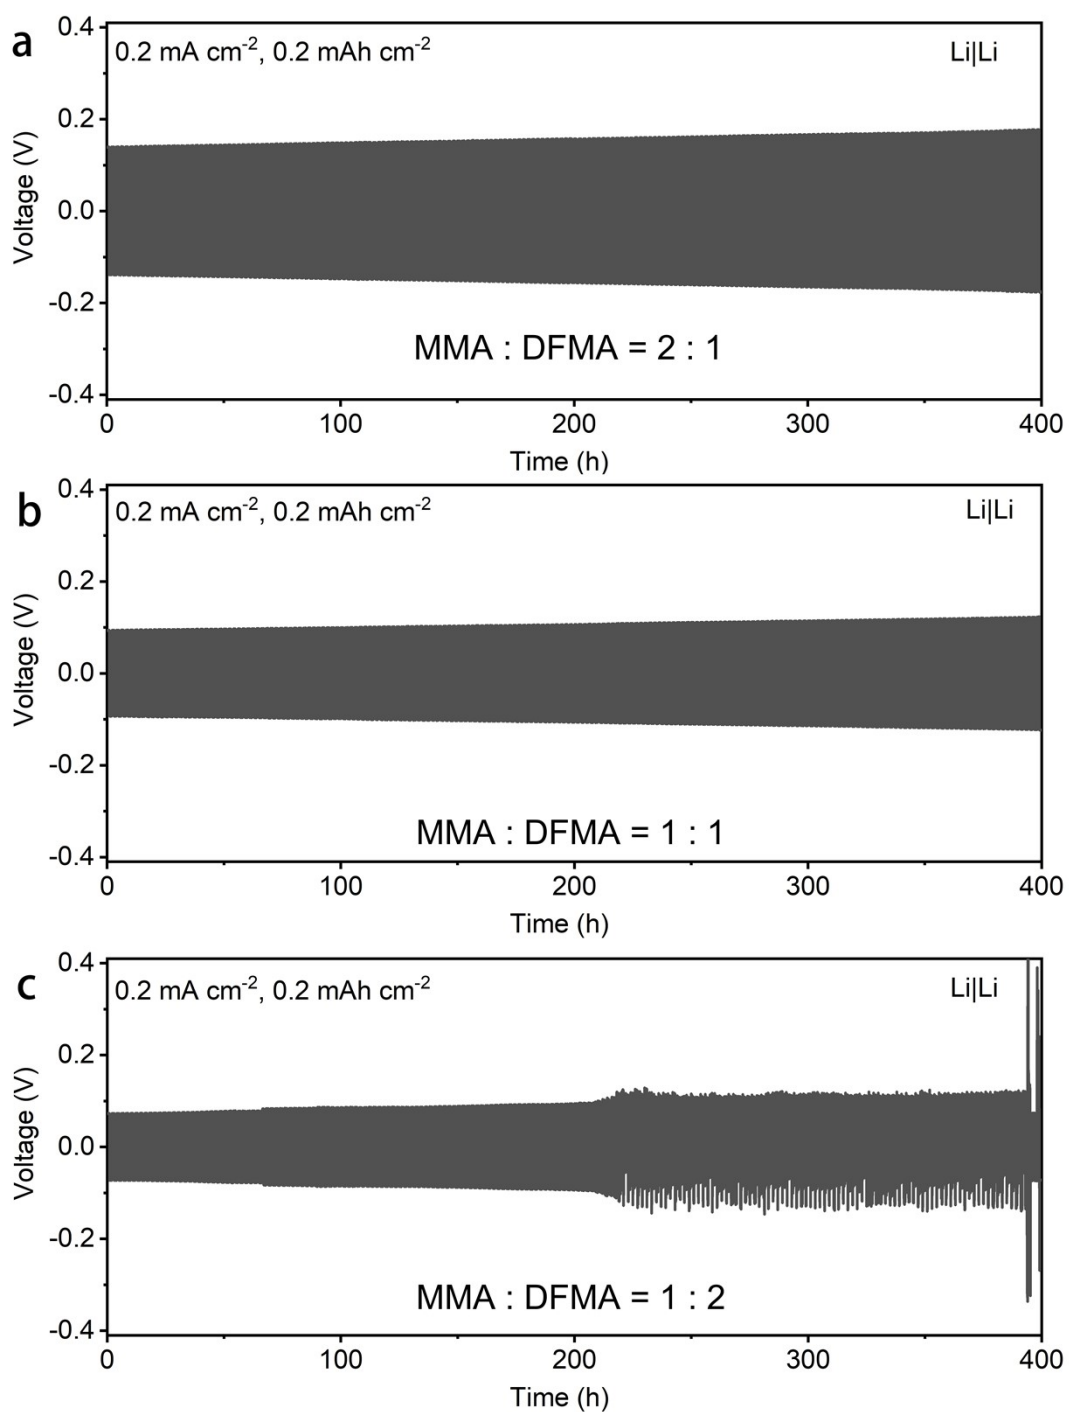 a
0.2 mA cm⁻², 0.2 mAh cm⁻²
Li|Li
0.4
0.2
0.0
-0.2
-0.4
Voltage (V)
MMA : DFMA = 2 : 1
0 100 200 300 400
Time (h)
b
0.2 mA cm⁻², 0.2 mAh cm⁻²
Li|Li
0.4
0.2
0.0
-0.2
-0.4
Voltage (V)
MMA : DFMA = 1 : 1
0 100 200 300 400
Time (h)
c
0.2 mA cm⁻², 0.2 mAh cm⁻²
Li|Li
0.4
0.2
0.0
-0.2
-0.4
Voltage (V)
MMA : DFMA = 1 : 2
0 100 200 300 400
Time (h)